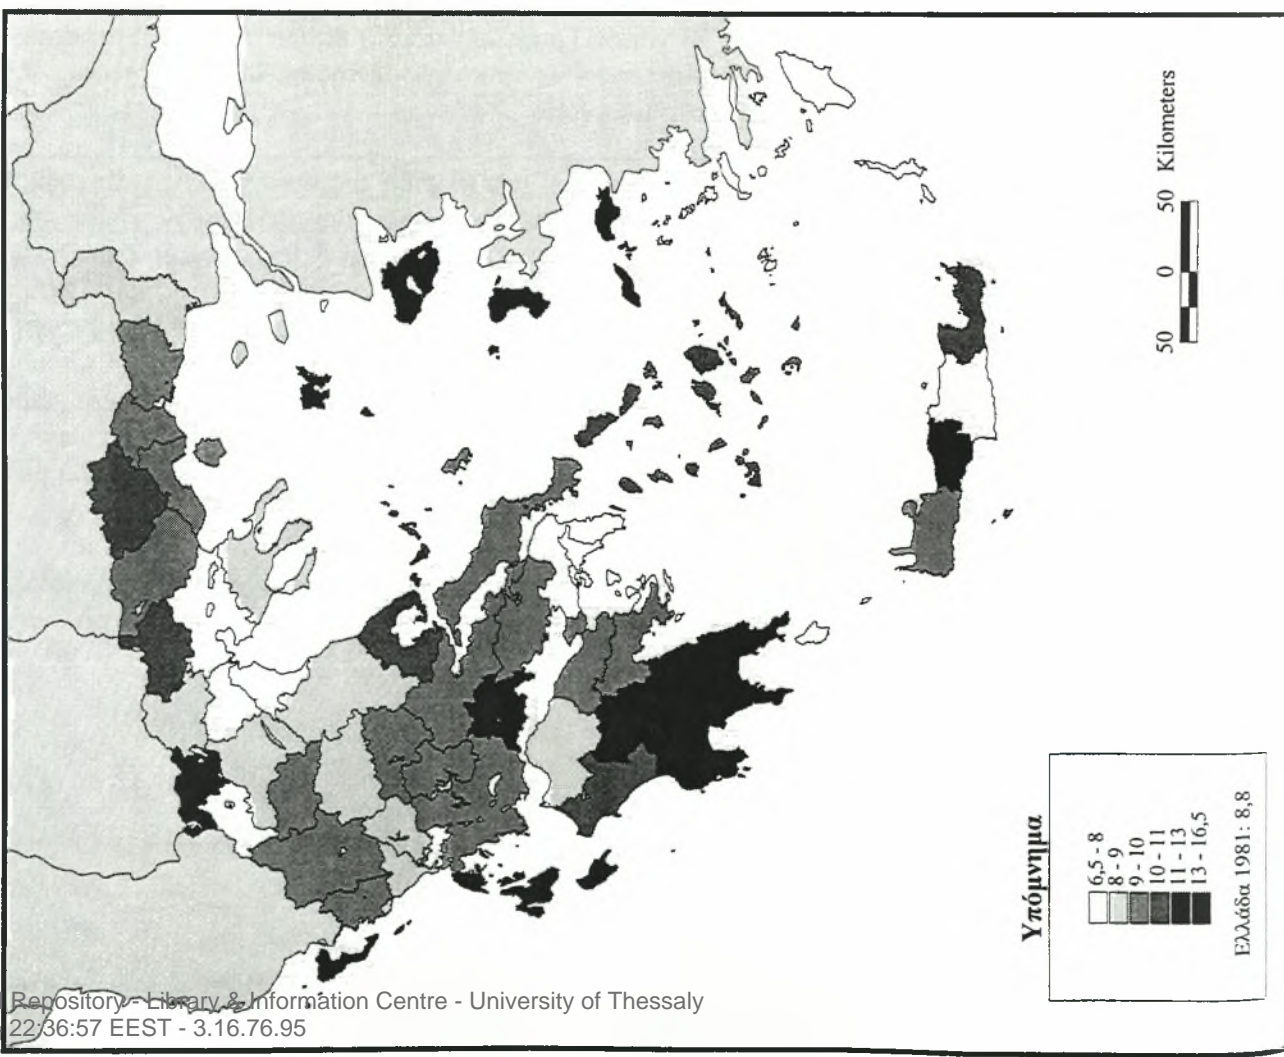 50 0 50 Kilometers
Υπόμνημα
6,5 - 8
8 - 9
9 - 10
10 - 11
11 - 13
13 - 16,5
Ελλάδα 1981: 8,8
Repository - Library & Information Centre - University of Thessaly
22:36:57 EEST - 3.16.76.95